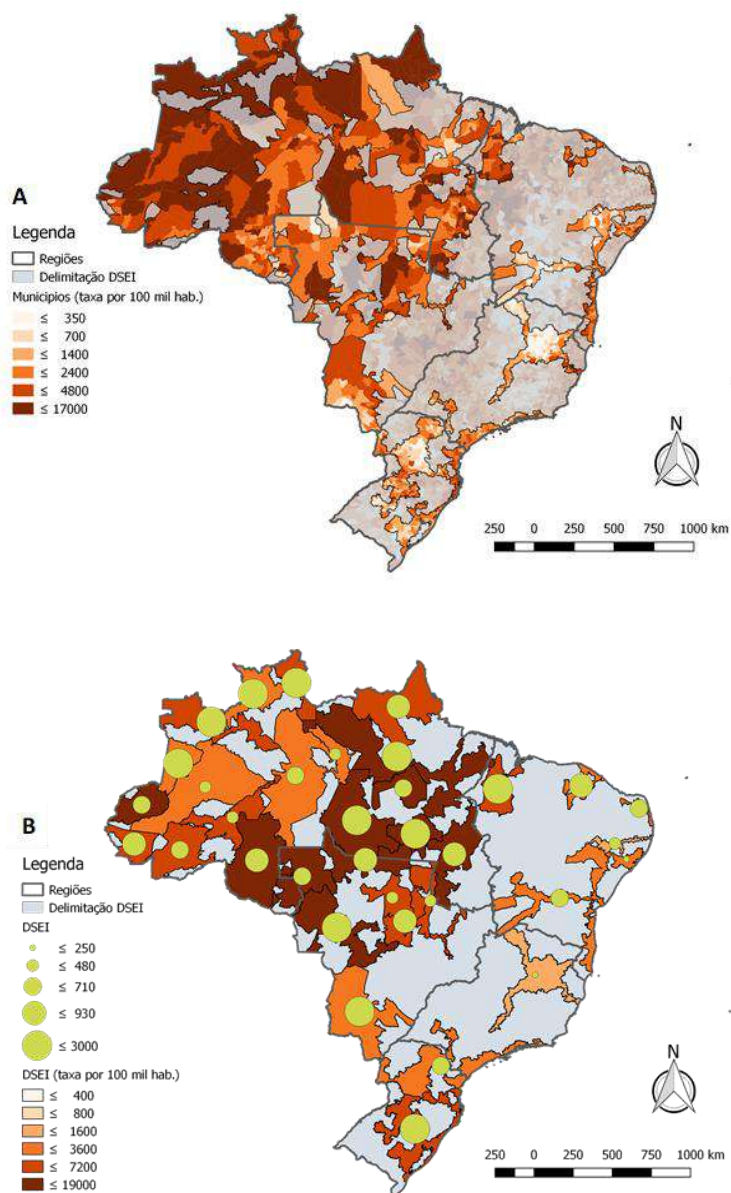 A
Legenda
Regiões
Delimitação DSEI
Municipios (taxa por 100 mil hab.)
≤ 350
≤ 700
≤ 1400
≤ 2400
≤ 4800
≤ 17000
N
250 0 250 500 750 1000 km
B
Legenda
Regiões
Delimitação DSEI
DSEI
≤ 250
≤ 480
≤ 710
≤ 930
≤ 3000
DSEI (taxa por 100 mil hab.)
≤ 400
≤ 800
≤ 1600
≤ 3600
≤ 7200
≤ 19000
N
250 0 250 500 750 1000 km